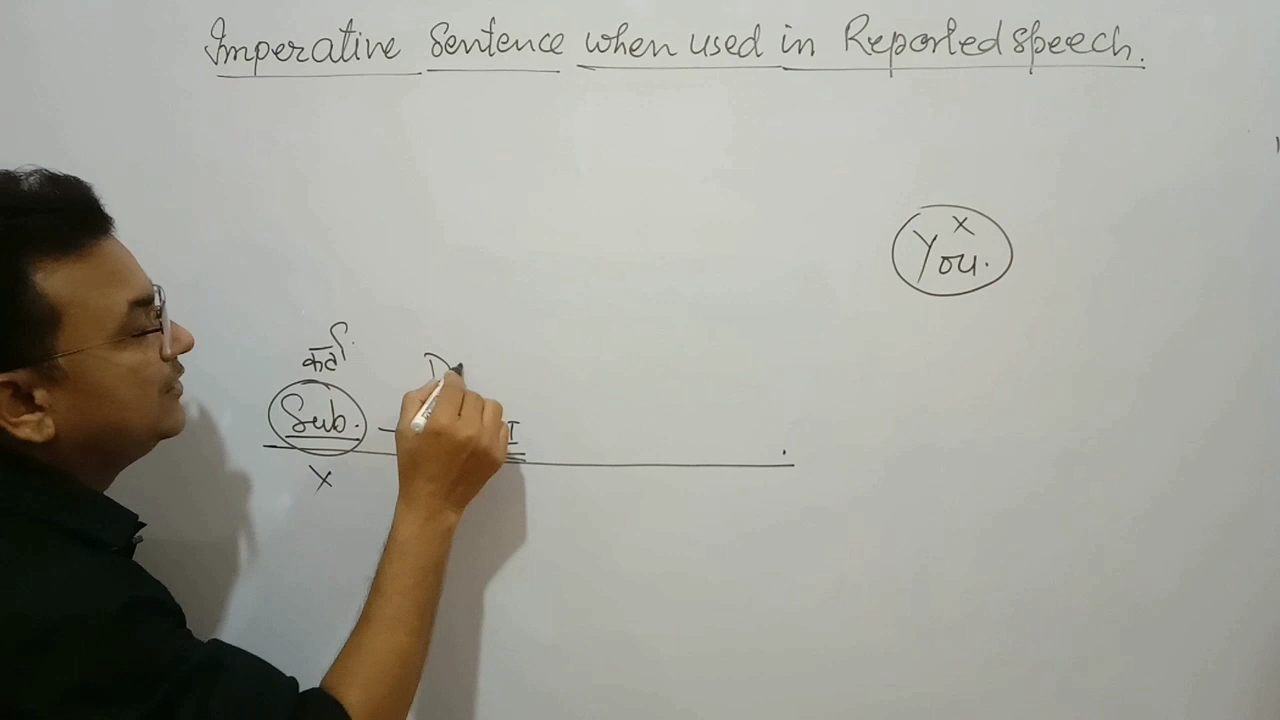 Imperative Sentence when used in Reported speech.
x
You.
कर्ता
Sub. - I
x